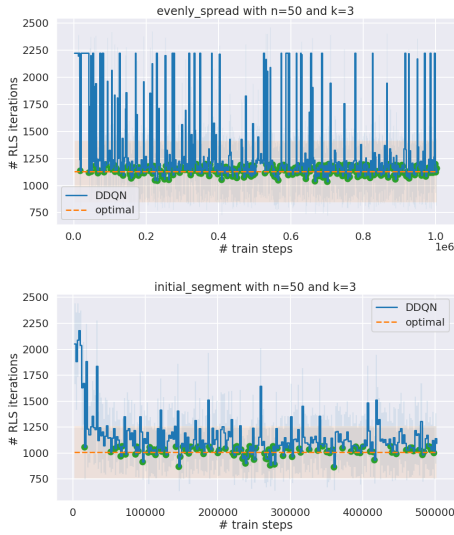 evenly_spread with n=50 and k=3
2500
2250
2000
1750
1500
1250
1000
750
# RLS iterations
DDQN
optimal
0.0 0.2 0.4 0.6 0.8 1.0
1e6
# train steps
initial_segment with n=50 and k=3
2500
2250
2000
1750
1500
1250
1000
750
# RLS iterations
DDQN
optimal
0 100000 200000 300000 400000 500000
# train steps